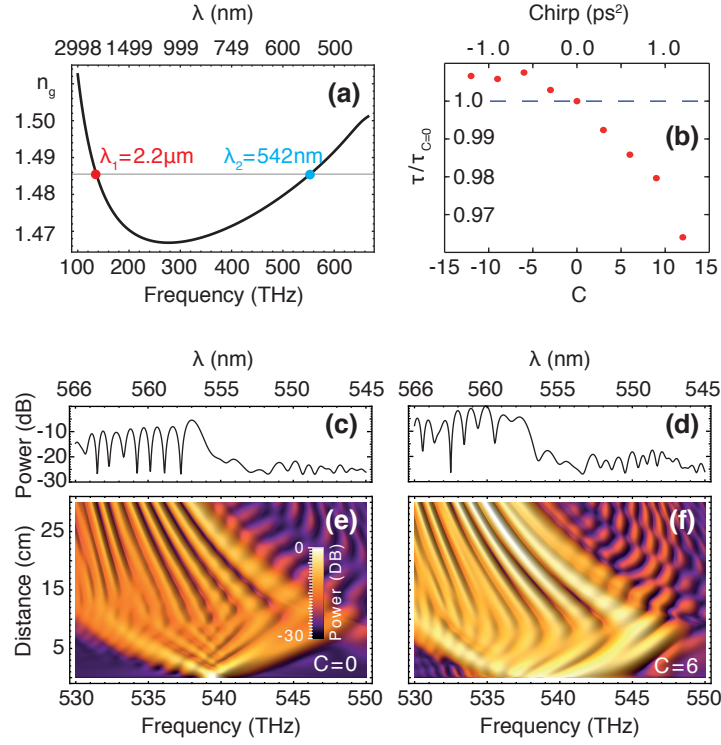 λ (nm)
2998 1499 999 749 600 500
n_g
1.50
1.49
1.48
1.47
(a)
λ₁=2.2μm
λ₂=542nm
100 200 300 400 500 600
Frequency (THz)
Chirp (ps²)
-1.0 0.0 1.0
τ/τ_C=0
1.0
0.99
0.98
0.97
(b)
-15 -10 -5 0 5 10 15
C
λ (nm)
566 560 555 550 545
Power (dB)
-10
-20
-30
(c)
λ (nm)
566 560 555 550 545
(d)
Distance (cm)
25
15
5
(e)
0
-30
Power (DB)
C=0
530 535 540 545 550
Frequency (THz)
(f)
C=6
530 535 540 545 550
Frequency (THz)